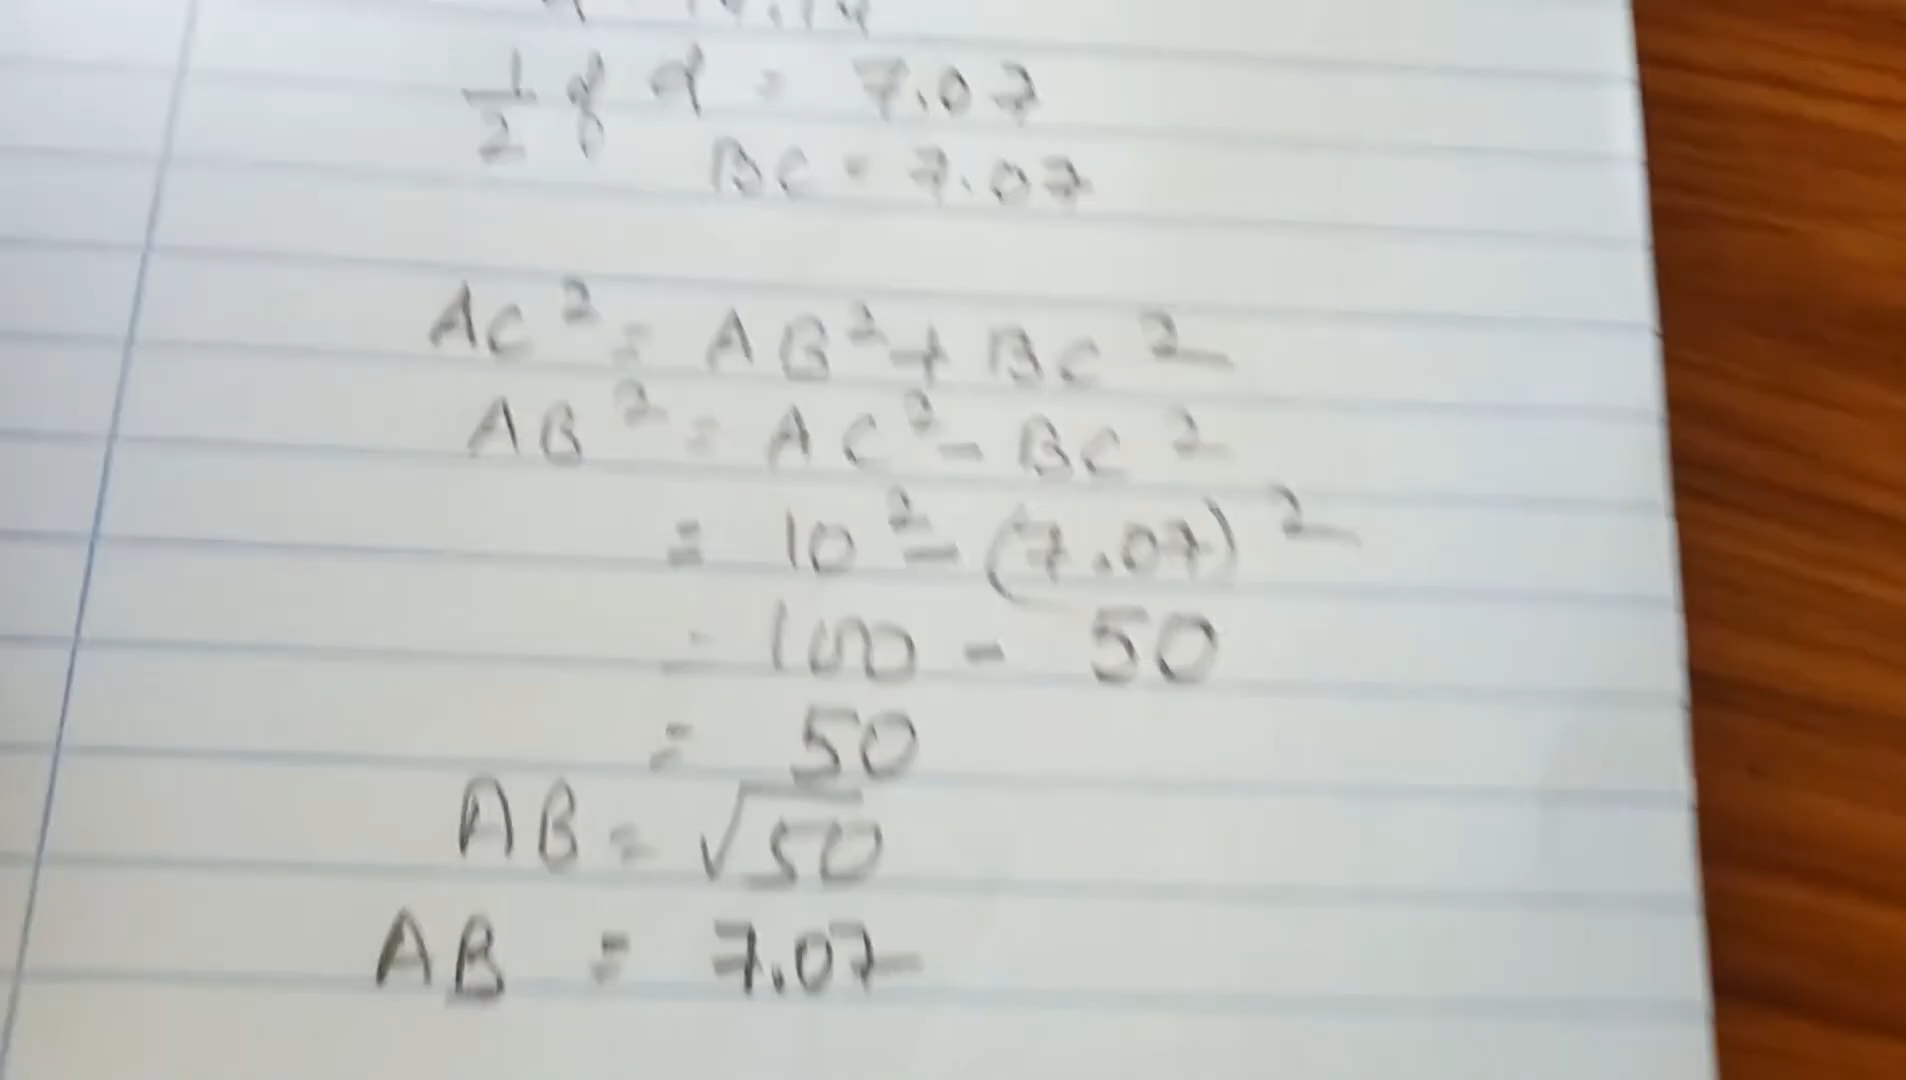 1/2 of d = 7.07
BC = 7.07
AC² = AB² + BC²
AB² = AC² - BC²
= 10² - (7.07)²
= 100 - 50
= 50
AB = √50
AB = 7.07